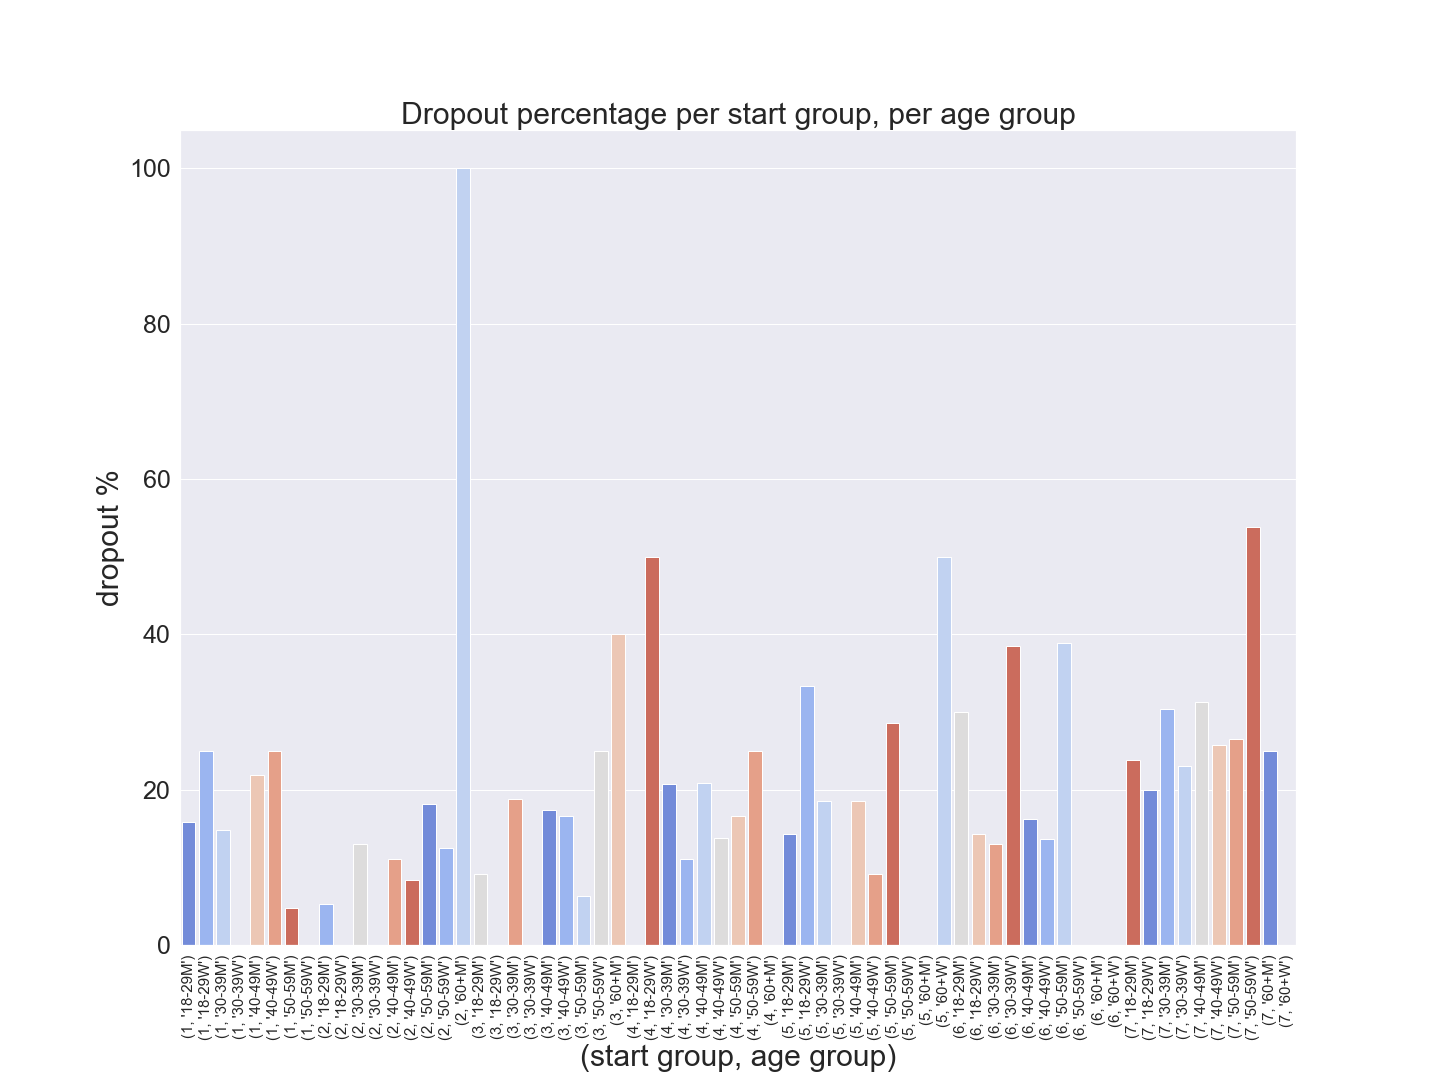 Dropout percentage per start group, per age group
dropout %
100
80
60
40
20
0
(1, '18-29M')
(1, '18-29W')
(1, '30-39M')
(1, '30-39W')
(1, '40-49M')
(1, '40-49W')
(1, '50-59M')
(1, '50-59W')
(2, '18-29M')
(2, '18-29W')
(2, '30-39M')
(2, '30-39W')
(2, '40-49M')
(2, '40-49W')
(2, '50-59M')
(2, '50-59W')
(2, '60+M')
(3, '18-29M')
(3, '18-29W')
(3, '30-39M')
(3, '30-39W')
(3, '40-49M')
(3, '40-49W')
(3, '50-59M')
(3, '50-59W')
(3, '60+M')
(4, '18-29M')
(4, '18-29W')
(4, '30-39M')
(4, '30-39W')
(4, '40-49M')
(4, '40-49W')
(4, '50-59M')
(4, '50-59W')
(4, '60+M')
(5, '18-29M')
(5, '18-29W')
(5, '30-39M')
(5, '30-39W')
(5, '40-49M')
(5, '40-49W')
(5, '50-59M')
(5, '50-59W')
(5, '60+M')
(5, '60+W')
(6, '18-29M')
(6, '18-29W')
(6, '30-39M')
(6, '30-39W')
(6, '40-49M')
(6, '40-49W')
(6, '50-59M')
(6, '50-59W')
(6, '60+M')
(6, '60+W')
(7, '18-29M')
(7, '18-29W')
(7, '30-39M')
(7, '30-39W')
(7, '40-49M')
(7, '40-49W')
(7, '50-59M')
(7, '50-59W')
(7, '60+M')
(7, '60+W')
(start group, age group)